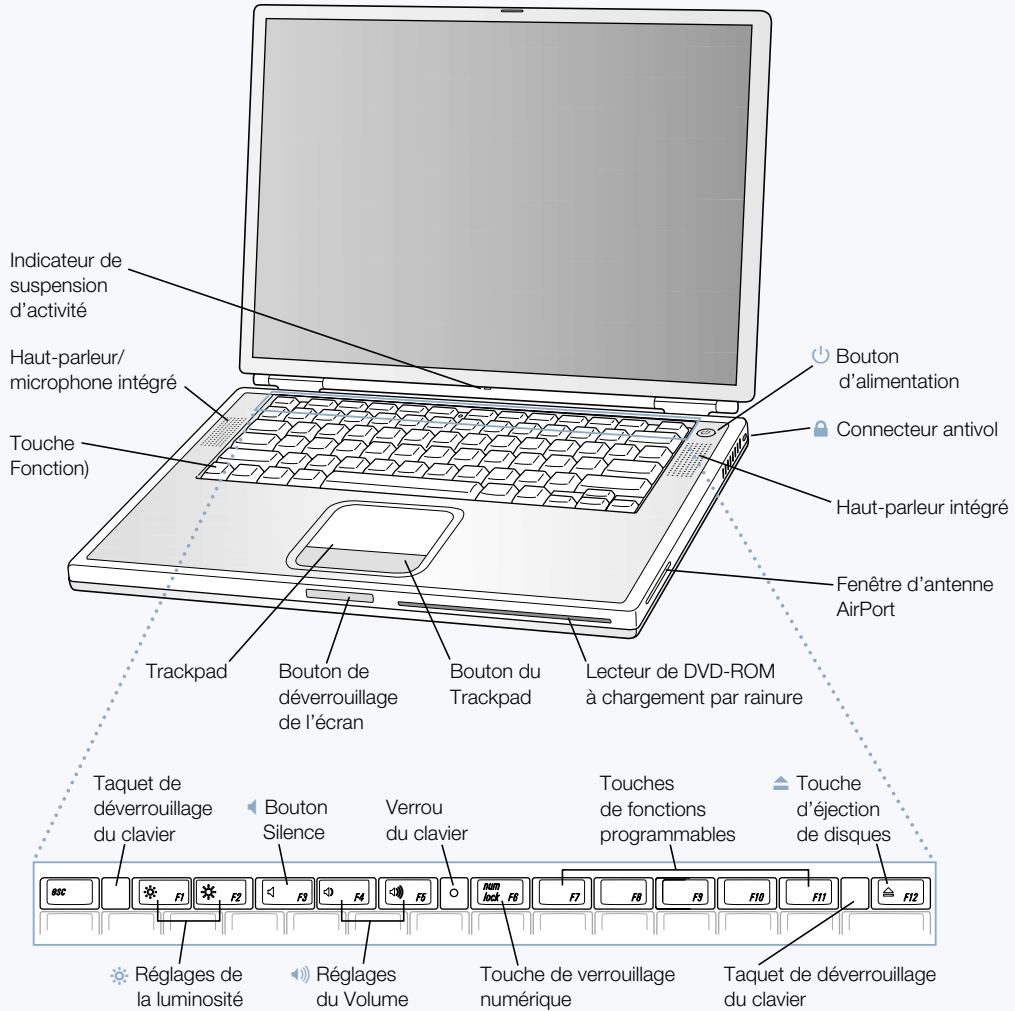 Indicateur de
suspension
d'activité
Haut-parleur/
microphone intégré
Touche
Fonction)
Bouton
d'alimentation
Connecteur antivol
Haut-parleur intégré
Fenêtre d'antenne
AirPort
Trackpad
Bouton de
déverrouillage
de l'écran
Bouton du
Trackpad
Lecteur de DVD-ROM
à chargement par rainure
Taquet de
déverrouillage
du clavier
Bouton
Silence
Verrou
du clavier
Touches
de fonctions
programmables
Touche
d'éjection
de disques
esc
F1
F2
F3
F4
F5
num
lock F6
F7
F8
F9
F10
F11
F12
Réglages de
la luminosité
Réglages
du Volume
Touche de verrouillage
numérique
Taquet de déverrouillage
du clavier